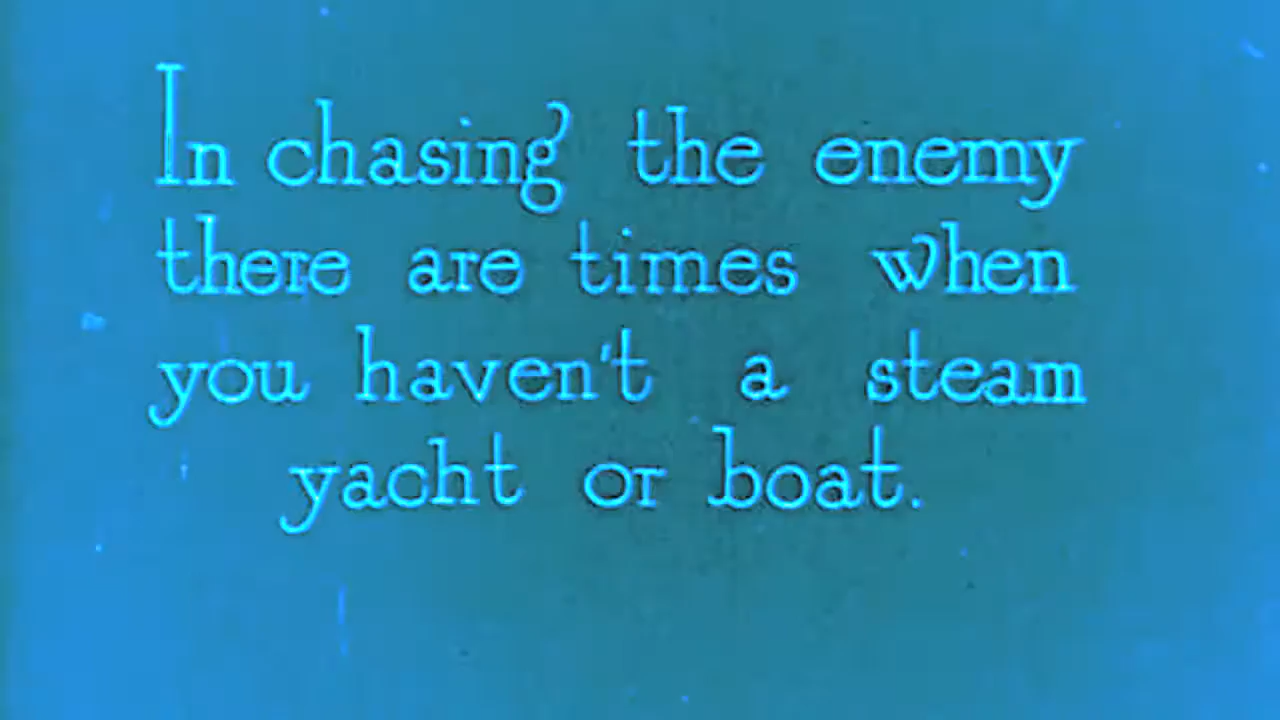 In chasing the enemy
there are times when
you haven't a steam
yacht or boat.